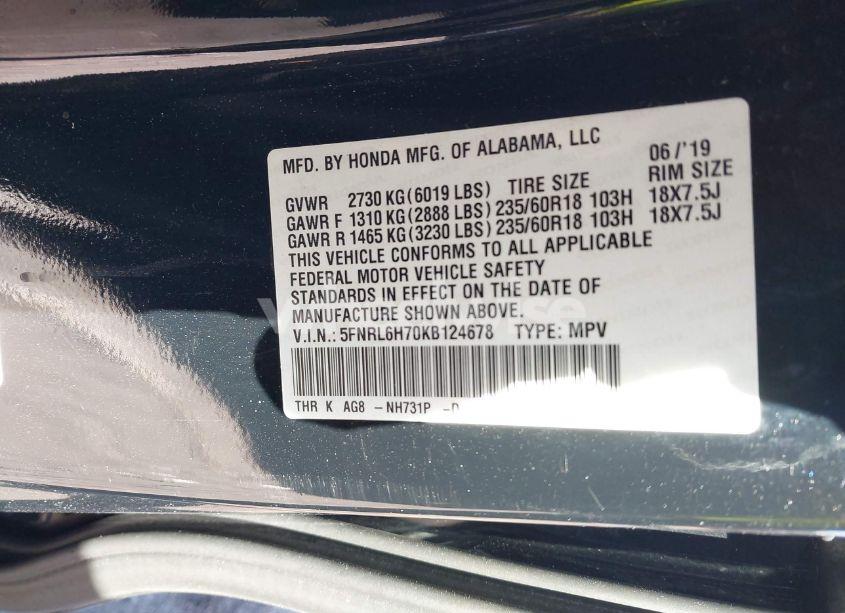 MFD. BY HONDA MFG. OF ALABAMA, LLC 06/'19
GVWR 2730 KG(6019 LBS) TIRE SIZE RIM SIZE
GAWR F 1310 KG(2888 LBS) 235/60R18 103H 18X7.5J
GAWR R 1465 KG(3230 LBS) 235/60R18 103H 18X7.5J
THIS VEHICLE CONFORMS TO ALL APPLICABLE
FEDERAL MOTOR VEHICLE SAFETY
STANDARDS IN EFFECT ON THE DATE OF
MANUFACTURE SHOWN ABOVE.
V.I.N.: 5FNRL6H70KB124678 TYPE: MPV
THR K AG8 -NH731P